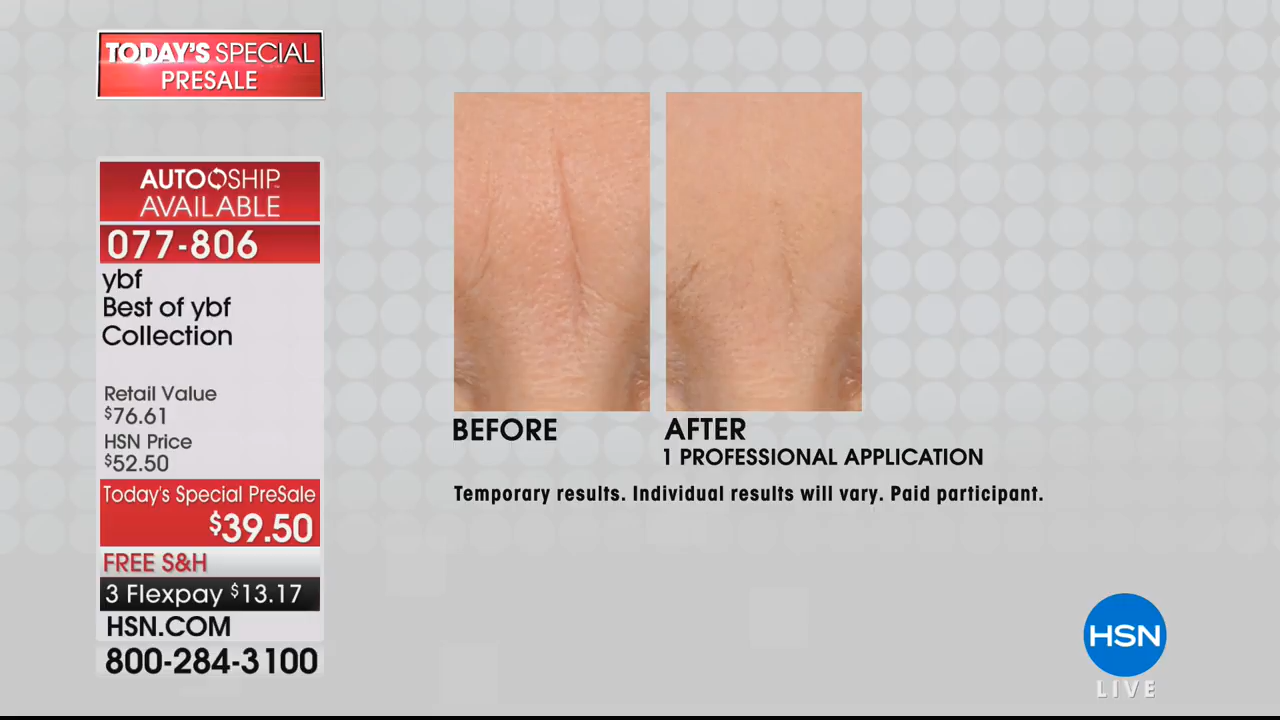 TODAY'S SPECIAL
PRESALE
AUTOSHIP™
AVAILABLE
077-806
ybf
Best of ybf
Collection
Retail Value
$76.61
HSN Price
$52.50
Today's Special PreSale
$39.50
FREE S&H
3 Flexpay $13.17
HSN.COM
800-284-3100
BEFORE
AFTER
1 PROFESSIONAL APPLICATION
Temporary results. Individual results will vary. Paid participant.
HSN
LIVE